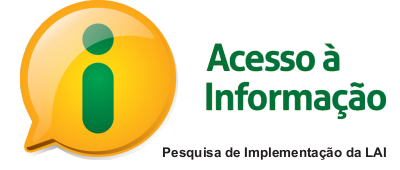 Acesso à
Informação
Pesquisa de Implementação da LAI